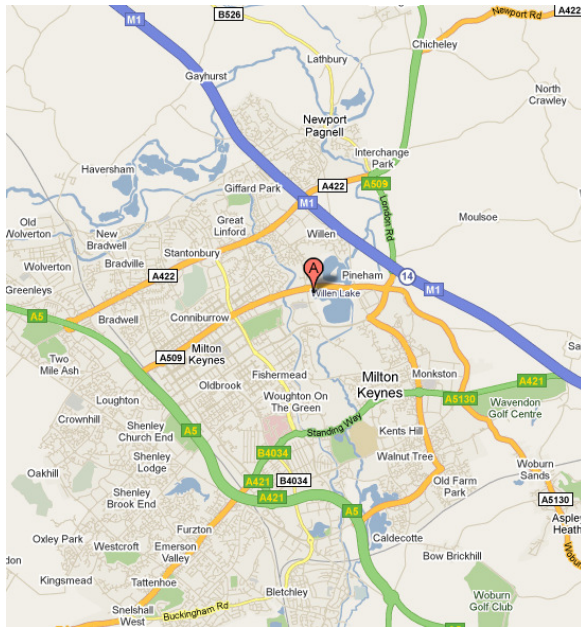 A422
Newport Rd
M1
B526
Chicheley
Lathbury
Gayhurst
North
Crawley
Newport
Pagnell
Interchange
Park
Haversham
A422
A509
Giffard Park
M1
London Rd
Old
Wolverton
New
Bradwell
Great
Linford
Willen
Moulsoe
Wolverton
Bradville
Stantonbury
A
Pineham
14
A422
Greenleys
Willen Lake
M1
A5
Bradwell
Conniburrow
A509
Milton
Keynes
Two
Mile Ash
Oldbrook
Fishermead
Milton
Keynes
Monkston
A421
Loughton
Woughton On
The Green
A5130
Wavendon
Golf Centre
Crownhill
Shenley
Church End
A5
Standing Way
Kents Hill
Shenley
Lodge
B4034
Walnut Tree
Oakhill
A421
B4034
Woburn
Sands
Shenley
Brook End
A421
Old Farm
Park
A5130
A5
Aspley
Heath
Furzton
Caldecotte
Oxley Park
Westcroft
Emerson
Valley
Bow Brickhill
Kingsmead
Tattenhoe
Bletchley
Woburn
Golf Club
Snelshall
West
Buckingham Rd